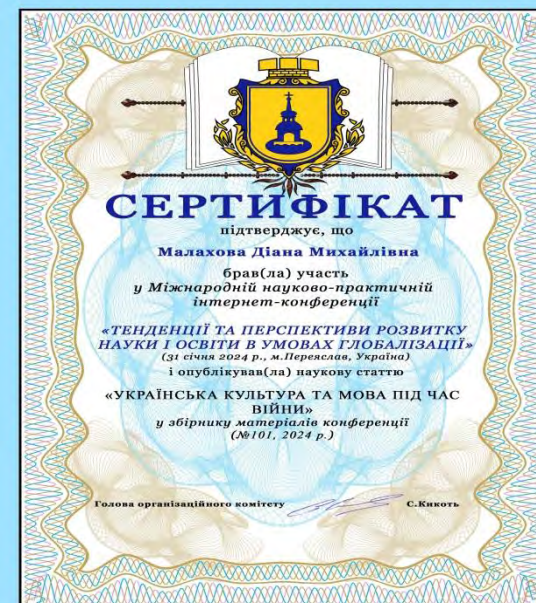 СЕРТИФІКАТ
підтверджує, що
Малахова Діана Михайлівна
брав(ла) участь
у Міжнародній науково-практичній
інтернет-конференції
«ТЕНДЕНЦІЇ ТА ПЕРСПЕКТИВИ РОЗВИТКУ
НАУКИ І ОСВІТИ В УМОВАХ ГЛОБАЛІЗАЦІЇ»
(31 січня 2024 р., м.Переяслав, Україна)
і опублікував(ла) наукову статтю
«УКРАЇНСЬКА КУЛЬТУРА ТА МОВА ПІД ЧАС
ВІЙНИ»
у збірнику матеріалів конференції
(№101, 2024 р.)
Голова організаційного комітету С.Кикоть